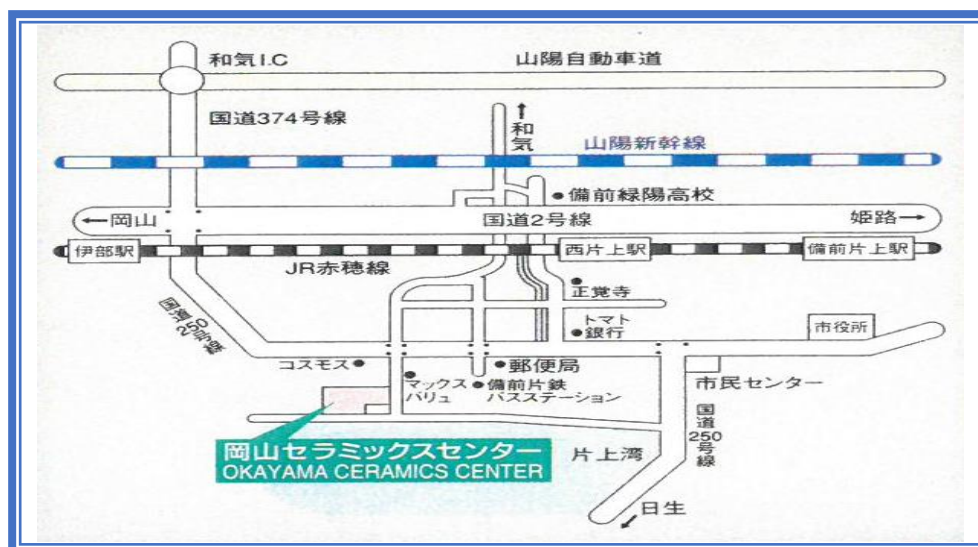 和気I.C
山陽自動車道
国道374号線
和気
山陽新幹線
備前緑陽高校
←岡山
国道2号線
姫路→
伊部駅
西片上駅
備前片上駅
JR赤穂線
正覚寺
国道250号線
トマト
銀行
市役所
コスモス
郵便局
マックス
バリュ
備前片鉄
バスステーション
市民センター
国道250号線
岡山セラミックスセンター
OKAYAMA CERAMICS CENTER
片上湾
日生